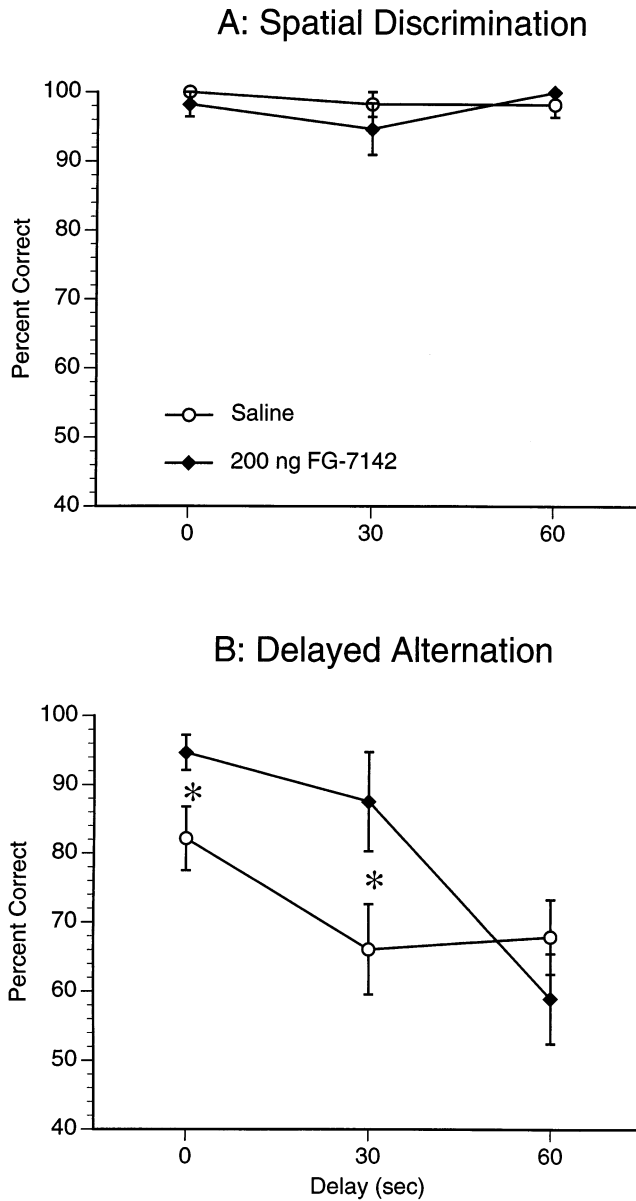 A: Spatial Discrimination
100
90
80
70
60
50
40
Percent Correct
Saline
200 ng FG-7142
0 30 60
B: Delayed Alternation
100
90
80
70
60
50
40
Percent Correct
*
*
0 30 60
Delay (sec)